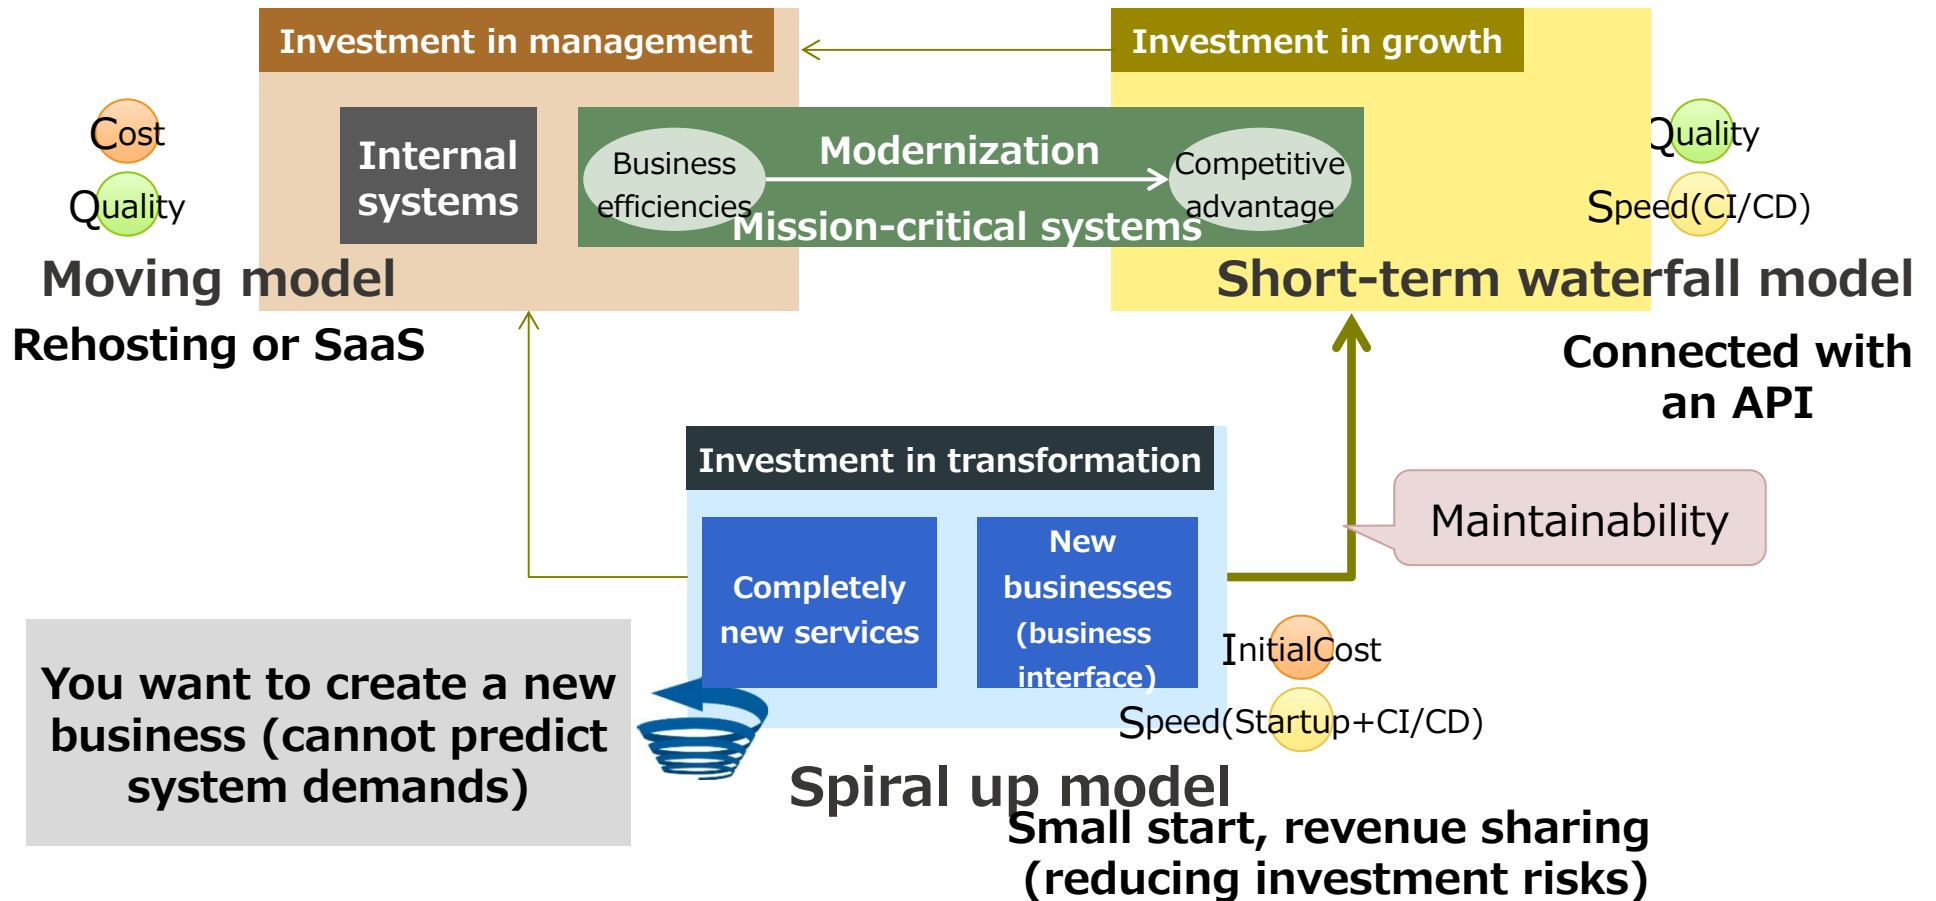 Investment in management
Investment in growth
Cost
Quality
Internal
systems
Business
efficiencies
Modernization
Mission-critical systems
Competitive
advantage
Quality
Speed(CI/CD)
Moving model
Rehosting or SaaS
Short-term waterfall model
Connected with
an API
Investment in transformation
Completely
new services
New
businesses
(business
interface)
Maintainability
InitialCost
Speed(Startup+CI/CD)
You want to create a new
business (cannot predict
system demands)
Spiral up model
Small start, revenue sharing
(reducing investment risks)